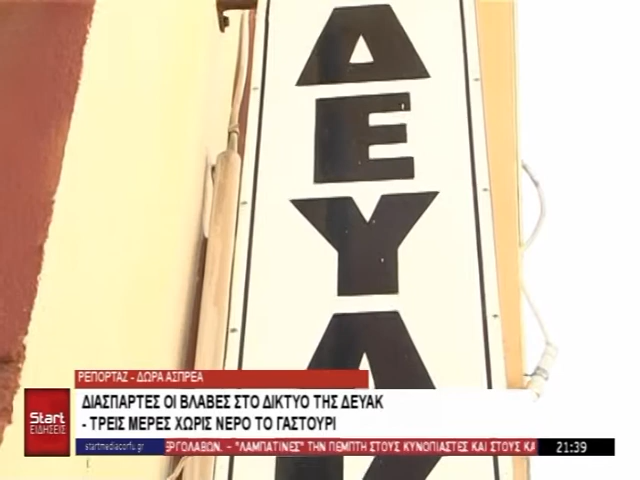 ΔΕΥΑ
ΡΕΠΟΡΤΑΖ - ΔΩΡΑ ΑΣΠΡΕΑ
ΔΙΑΣΠΑΡΤΕΣ ΟΙ ΒΛΑΒΕΣ ΣΤΟ ΔΙΚΤΥΟ ΤΗΣ ΔΕΥΑΚ
- ΤΡΕΙΣ ΜΕΡΕΣ ΧΩΡΙΣ ΝΕΡΟ ΤΟ ΓΑΣΤΟΥΡΙ
Start
ΕΙΔΗΣΕΙΣ
startmediacorfu.gr
ΕΡΓΟΛΑΒΩΝ. – "ΛΑΜΠΑΤΙΝΕΣ" ΤΗΝ ΠΕΜΠΤΗ ΣΤΟΥΣ ΚΥΝΟΠΙΑΣΤΕΣ ΚΑΙ ΣΤΟΥΣ ΚΑ
21:39